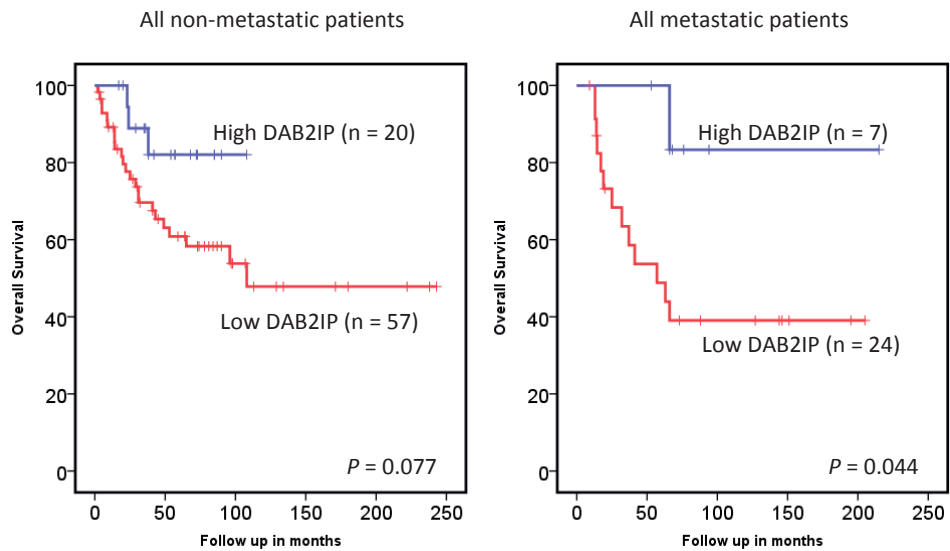 All non-metastatic patients
Overall Survival
100
80
60
40
20
0
High DAB2IP (n = 20)
Low DAB2IP (n = 57)
P = 0.077
0 50 100 150 200 250
Follow up in months
All metastatic patients
Overall Survival
100
80
60
40
20
0
High DAB2IP (n = 7)
Low DAB2IP (n = 24)
P = 0.044
0 50 100 150 200 250
Follow up in months